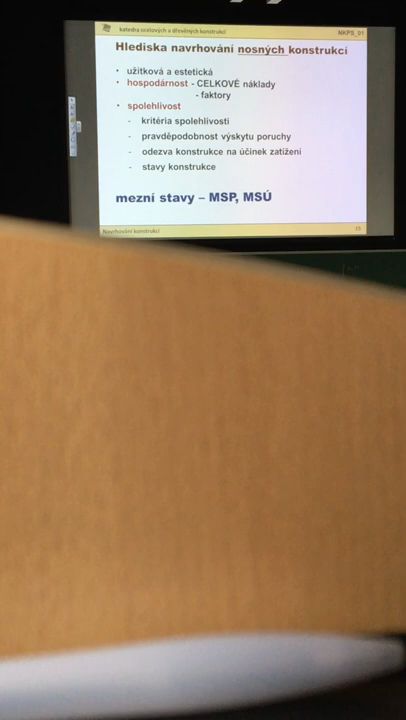 katedra ocelových a dřevěných konstrukcí NKPS_01
Hlediska navrhování nosných konstrukcí
• užitková a estetická
• hospodárnost - CELKOVÉ náklady
- faktory
• spolehlivost
- kritéria spolehlivosti
- pravděpodobnost výskytu poruchy
- odezva konstrukce na účinek zatížení
- stavy konstrukce
mezní stavy – MSP, MSÚ
Navrhování konstrukcí